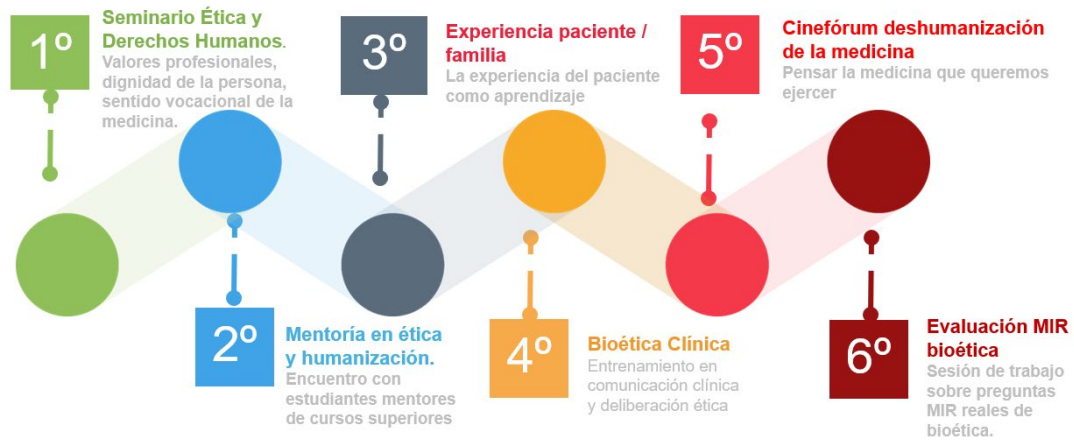 1º
Seminario Ética y
Derechos Humanos.
Valores profesionales,
dignidad de la persona,
sentido vocacional de la
medicina.
2º
Mentoría en ética
y humanización.
Encuentro con
estudiantes mentores
de cursos superiores
3º
Experiencia paciente /
familia
La experiencia del paciente
como aprendizaje
4º
Bioética Clínica
Entrenamiento en
comunicación clínica
y deliberación ética
5º
Cinefórum deshumanización
de la medicina
Pensar la medicina que queremos
ejercer
6º
Evaluación MIR
bioética
Sesión de trabajo
sobre preguntas
MIR reales de
bioética.